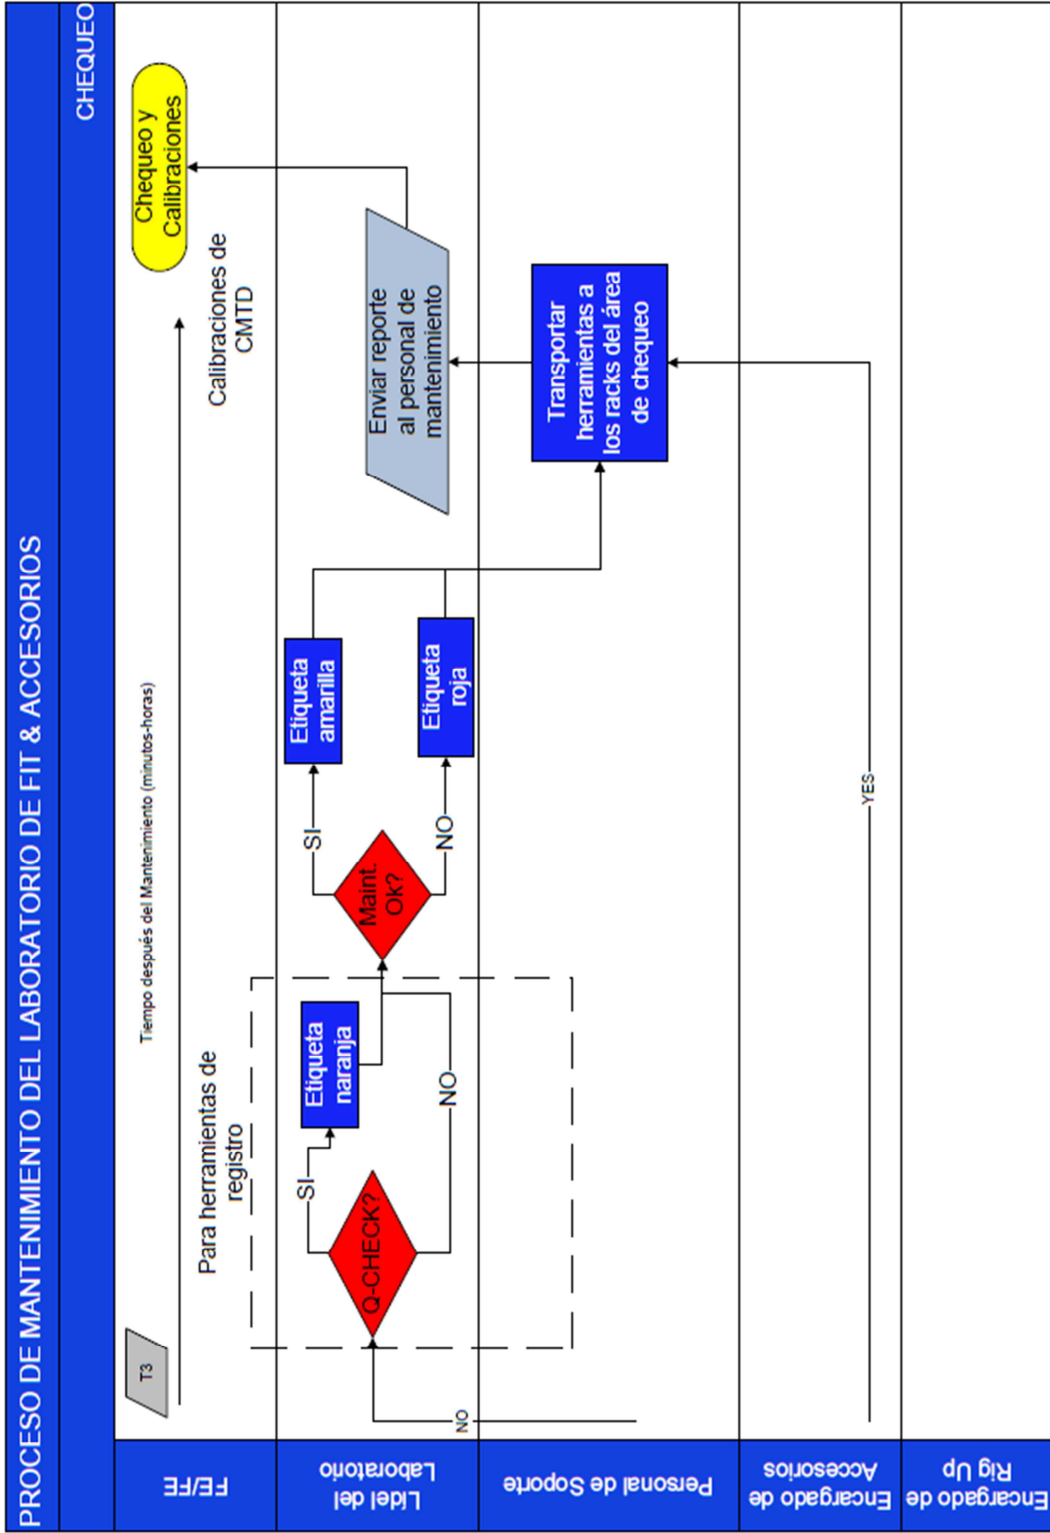 PROCESO DE MANTENIMIENTO DEL LABORATORIO DE FIT & ACCESORIOS
CHEQUEO
FE/FE
T3
Tiempo después del Mantenimiento (minutos-horas)
Para herramientas de
registro
Calibraciones de
CMTD
Chequeo y
Calibraciones
Lídel del
Laboratorio
NO
Q-CHECK?
SI
NO
Etiqueta
naranja
Maint.
Ok?
SI
NO
Etiqueta
amarilla
Etiqueta
roja
Enviar reporte
al personal de
mantenimiento
Personal de Soporte
Transportar
herramientas a
los racks del área
de chequeo
Encargado de
Accesorios
YES
Encargado de
Rig Up